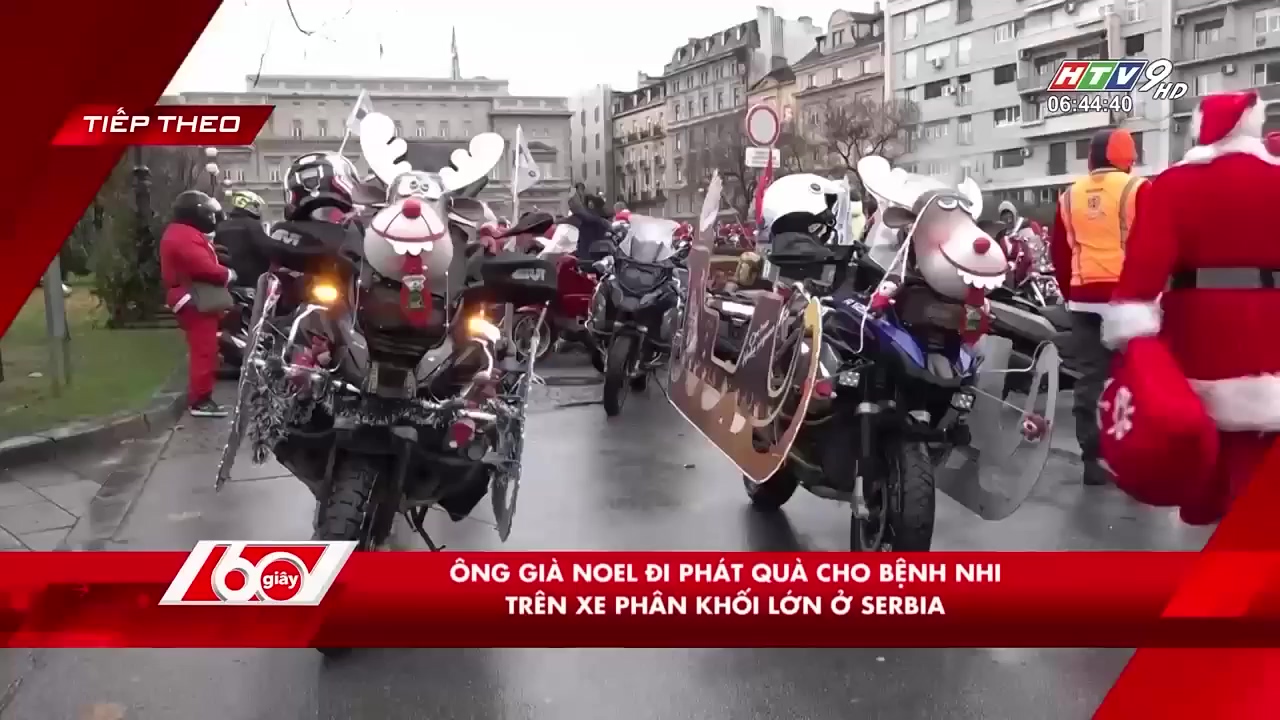 TIẾP THEO
HTV9 HD
06:44:40
60 giây
ÔNG GIÀ NOEL ĐI PHÁT QUÀ CHO BỆNH NHI
TRÊN XE PHÂN KHỐI LỚN Ở SERBIA